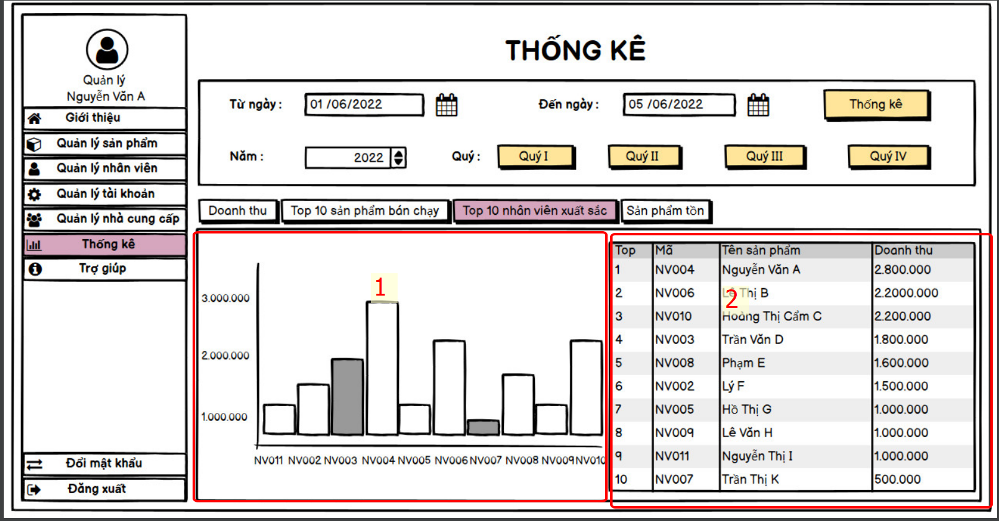 Quản lý
Nguyễn Văn A
Giới thiệu
Quản lý sản phẩm
Quản lý nhân viên
Quản lý tài khoản
Quản lý nhà cung cấp
Thống kê
Trợ giúp
Đổi mật khẩu
Đăng xuất
THỐNG KÊ
Từ ngày : 01 /06/2022 Đến ngày : 05 /06/2022 Thống kê
Năm : 2022 Quý : Quý I Quý II Quý III Quý IV
Doanh thu Top 10 sản phẩm bán chạy Top 10 nhân viên xuất sắc Sản phẩm tồn
1
3.000.000
2.000.000
1.000.000
NV011 NV002 NV003 NV004 NV005 NV006 NV007 NV008 NV009 NV010
2
Top Mã Tên sản phẩm Doanh thu
1 NV004 Nguyễn Văn A 2.800.000
2 NV006 Lê Thị B 2.2000.000
3 NV010 Hoàng Thị Cẩm C 2.200.000
4 NV003 Trần Văn D 1.800.000
5 NV008 Phạm E 1.600.000
6 NV002 Lý F 1.500.000
7 NV005 Hồ Thị G 1.000.000
8 NV009 Lê Văn H 1.000.000
9 NV011 Nguyễn Thị I 1.000.000
10 NV007 Trần Thị K 500.000